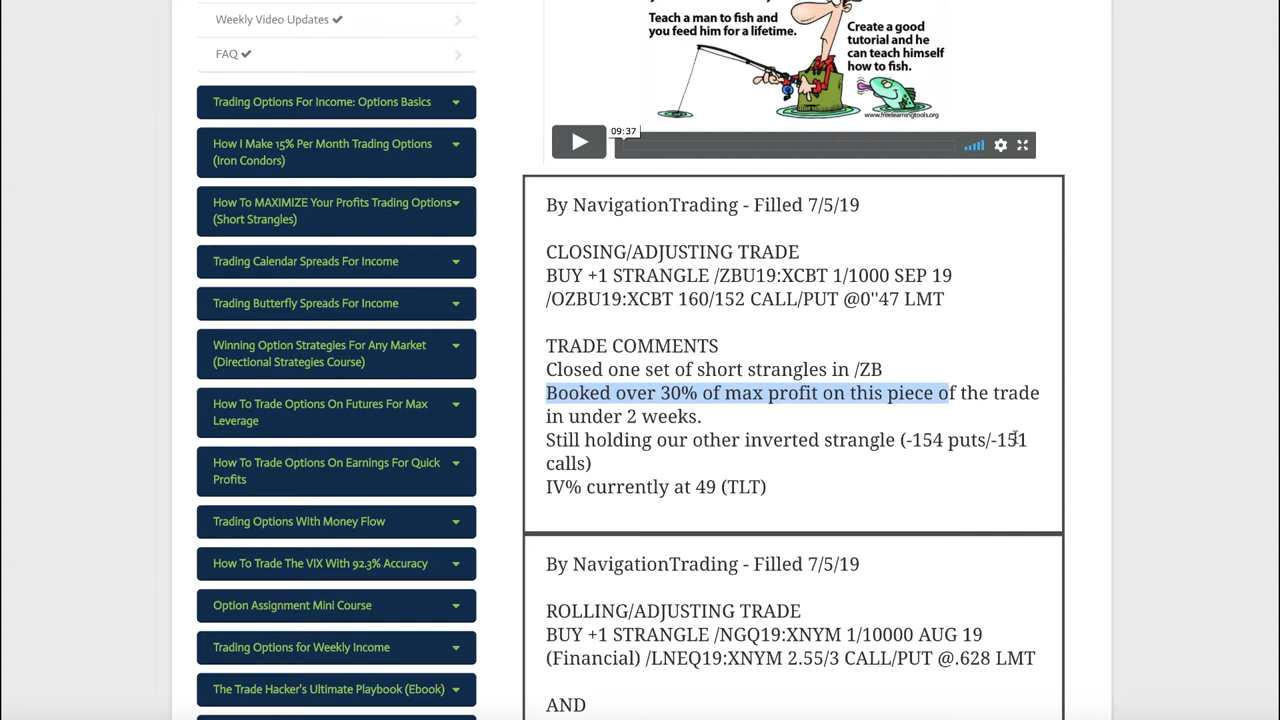 Weekly Video Updates ✔
FAQ ✔
Trading Options For Income: Options Basics
How I Make 15% Per Month Trading Options
(Iron Condors)
How To MAXIMIZE Your Profits Trading Options
(Short Strangles)
Trading Calendar Spreads For Income
Trading Butterfly Spreads For Income
Winning Option Strategies For Any Market
(Directional Strategies Course)
How To Trade Options On Futures For Max
Leverage
How To Trade Options On Earnings For Quick
Profits
Trading Options With Money Flow
How To Trade The VIX With 92.3% Accuracy
Option Assignment Mini Course
Trading Options for Weekly Income
The Trade Hacker's Ultimate Playbook (Ebook)
Teach a man to fish and
you feed him for a lifetime.
Create a good
tutorial and he
can teach himself
how to fish.
www.freelearningtools.org
09:37
By NavigationTrading - Filled 7/5/19
CLOSING/ADJUSTING TRADE
BUY +1 STRANGLE /ZBU19:XCBT 1/1000 SEP 19
/OZBU19:XCBT 160/152 CALL/PUT @0''47 LMT
TRADE COMMENTS
Closed one set of short strangles in /ZB
Booked over 30% of max profit on this piece of the trade
in under 2 weeks.
Still holding our other inverted strangle (-154 puts/-151
calls)
IV% currently at 49 (TLT)
By NavigationTrading - Filled 7/5/19
ROLLING/ADJUSTING TRADE
BUY +1 STRANGLE /NGQ19:XNYM 1/10000 AUG 19
(Financial) /LNEQ19:XNYM 2.55/3 CALL/PUT @.628 LMT
AND